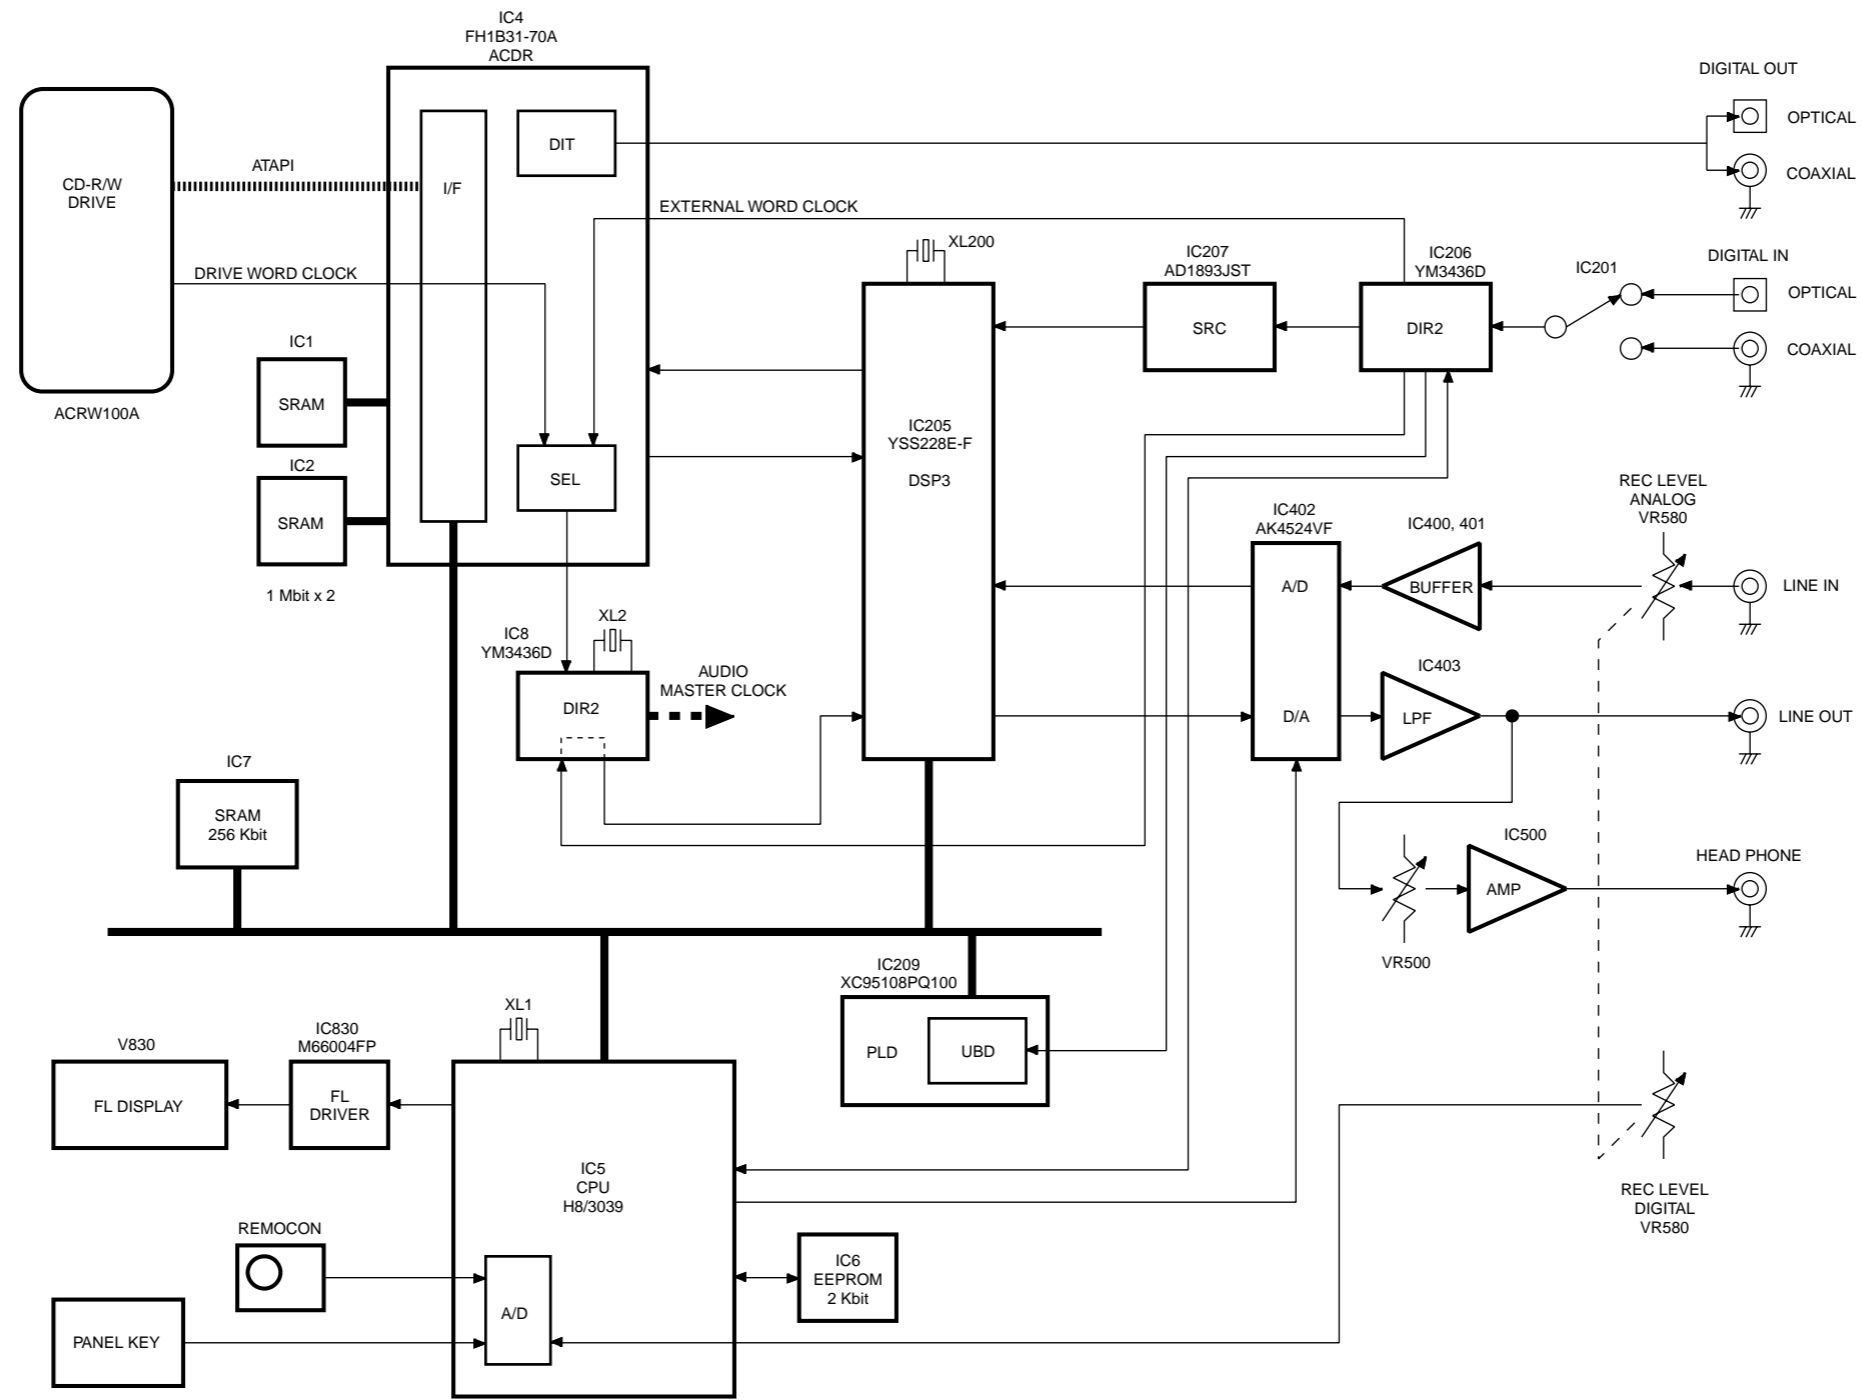 IC4
FH1B31-70A
ACDR
DIGITAL OUT
OPTICAL
COAXIAL
DIT
CD-R/W
DRIVE
ATAPI
I/F
EXTERNAL WORD CLOCK
XL200
IC207
AD1893JST
IC206
YM3436D
IC201
DIGITAL IN
OPTICAL
COAXIAL
DRIVE WORD CLOCK
SRC
DIR2
IC1
SRAM
ACRW100A
IC205
YSS228E-F
DSP3
IC2
SRAM
SEL
1 Mbit x 2
REC LEVEL
ANALOG
VR580
IC402
AK4524VF
IC400, 401
A/D
BUFFER
LINE IN
XL2
IC8
YM3436D
DIR2
AUDIO
MASTER CLOCK
IC403
D/A
LPF
LINE OUT
IC7
SRAM
256 Kbit
IC500
AMP
HEAD PHONE
VR500
IC209
XC95108PQ100
PLD
UBD
XL1
V830
FL DISPLAY
IC830
M66004FP
FL
DRIVER
IC5
CPU
H8/3039
REC LEVEL
DIGITAL
VR580
REMOCON
IC6
EEPROM
2 Kbit
A/D
PANEL KEY